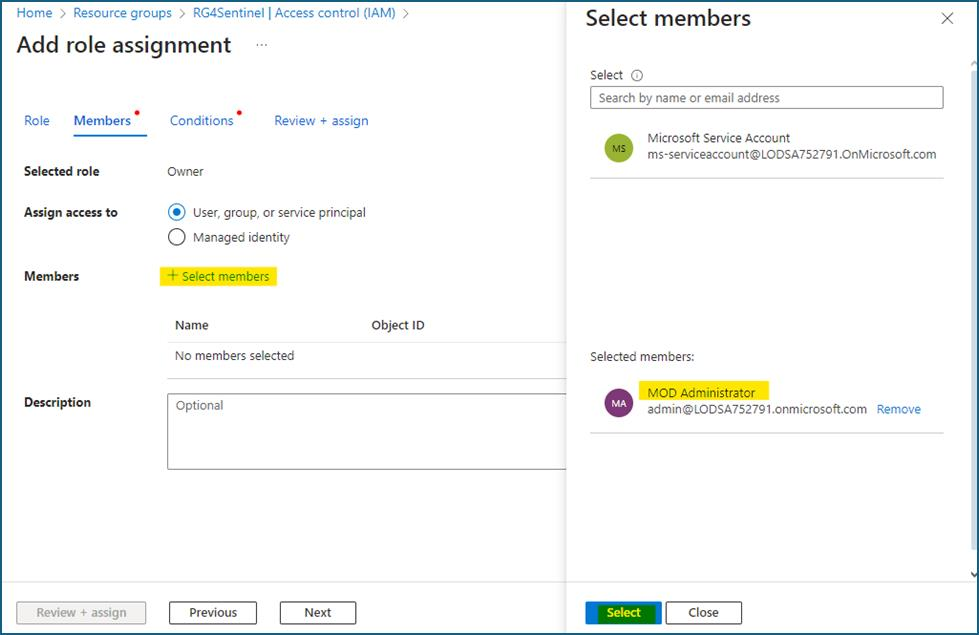 Home > Resource groups > RG4Sentinel | Access control (IAM) >
Add role assignment ...
Role Members Conditions Review + assign
Selected role Owner
Assign access to User, group, or service principal
Managed identity
Members + Select members
Name Object ID
No members selected
Description Optional
Review + assign Previous Next
Select members
Select
Search by name or email address
MS Microsoft Service Account
ms-serviceaccount@LODSA752791.OnMicrosoft.com
Selected members:
MA MOD Administrator
admin@LODSA752791.onmicrosoft.com Remove
Select Close